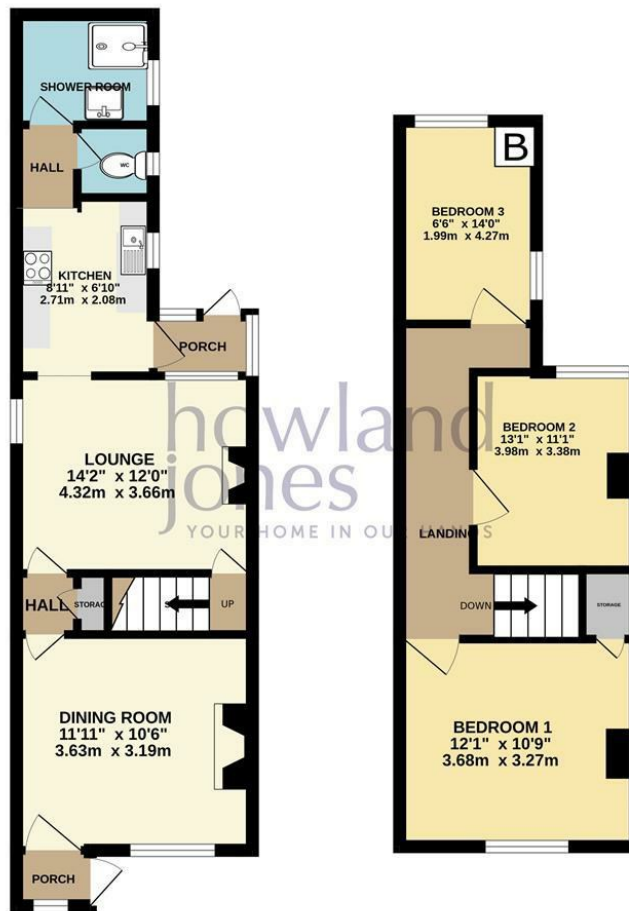 SHOWER ROOM
HALL
WC
KITCHEN
8'11" x 6'10"
2.71m x 2.08m
PORCH
LOUNGE
14'2" x 12'0"
4.32m x 3.66m
HALL
STORAG
UP
DINING ROOM
11'11" x 10'6"
3.63m x 3.19m
PORCH
B
BEDROOM 3
6'6" x 14'0"
1.99m x 4.27m
BEDROOM 2
13'1" x 11'1"
3.98m x 3.38m
LANDING
DOWN
STORAGE
BEDROOM 1
12'1" x 10'9"
3.68m x 3.27m
howland
jones
YOUR HOME IN OUR HANDS